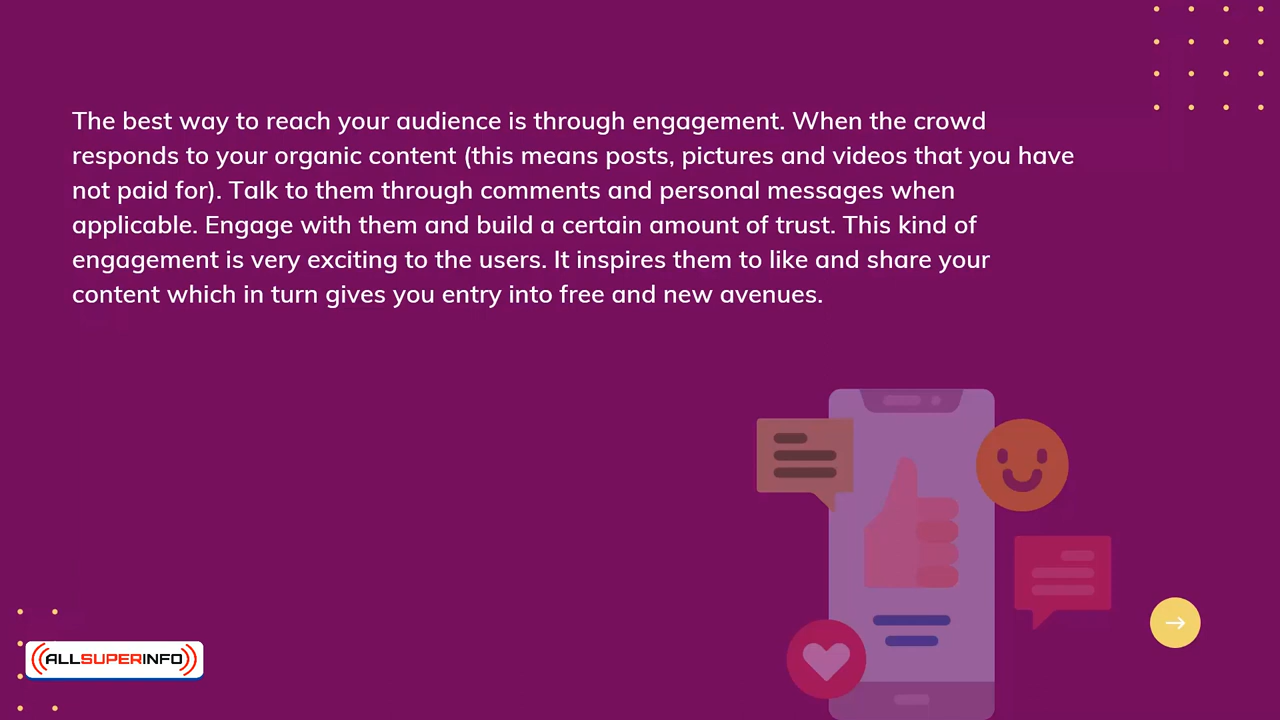 The best way to reach your audience is through engagement. When the crowd
responds to your organic content (this means posts, pictures and videos that you have
not paid for). Talk to them through comments and personal messages when
applicable. Engage with them and build a certain amount of trust. This kind of
engagement is very exciting to the users. It inspires them to like and share your
content which in turn gives you entry into free and new avenues.
ALLSUPERINFO